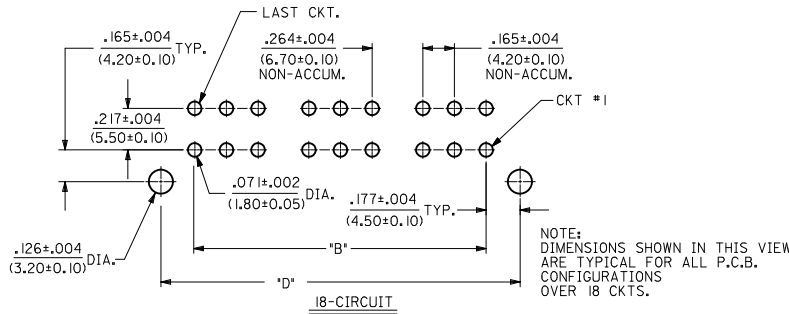 LAST CKT.
.165±.004 TYP.
(4.20±0.10)
.264±.004
(6.70±0.10)
NON-ACCUM.
.165±.004
(4.20±0.10)
NON-ACCUM.
CKT #1
.217±.004
(5.50±0.10)
.071±.002 DIA.
(1.80±0.05)
.177±.004 TYP.
(4.50±0.10)
.126±.004 DIA.
(3.20±0.10)
"B"
"D"
18-CIRCUIT
NOTE:
DIMENSIONS SHOWN IN THIS VIEW
ARE TYPICAL FOR ALL P.C.B.
CONFIGURATIONS
OVER 18 CKTS.